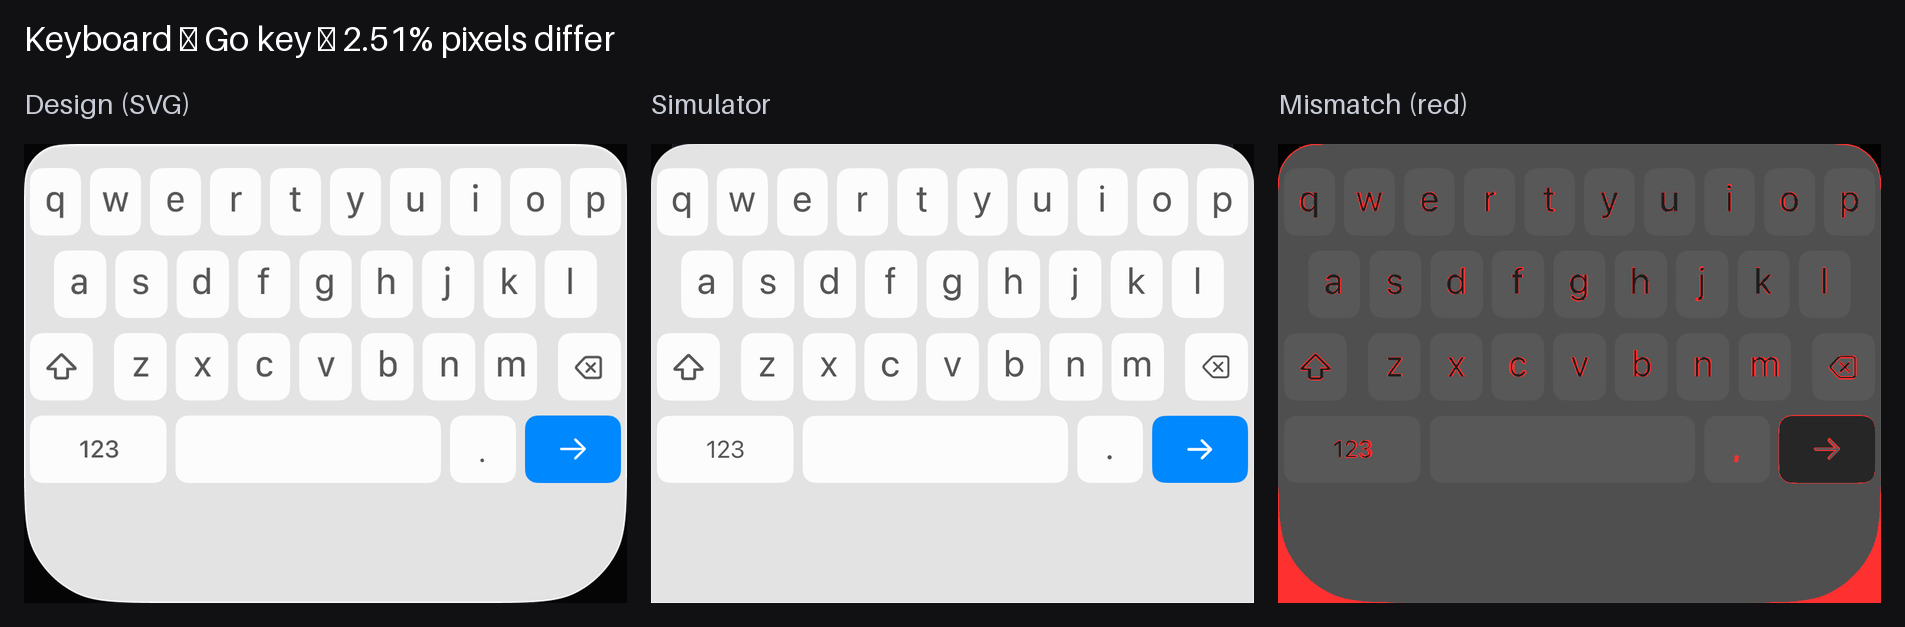 Keyboard ▯ Go key ▯ 2.51% pixels differ
Design (SVG)
Simulator
Mismatch (red)
q w e r t y u i o p
a s d f g h j k l
z x c v b n m
123 .
q w e r t y u i o p
a s d f g h j k l
z x c v b n m
123 .
q w e r t y u i o p
a s d f g h j k l
z x c v b n m
123 .